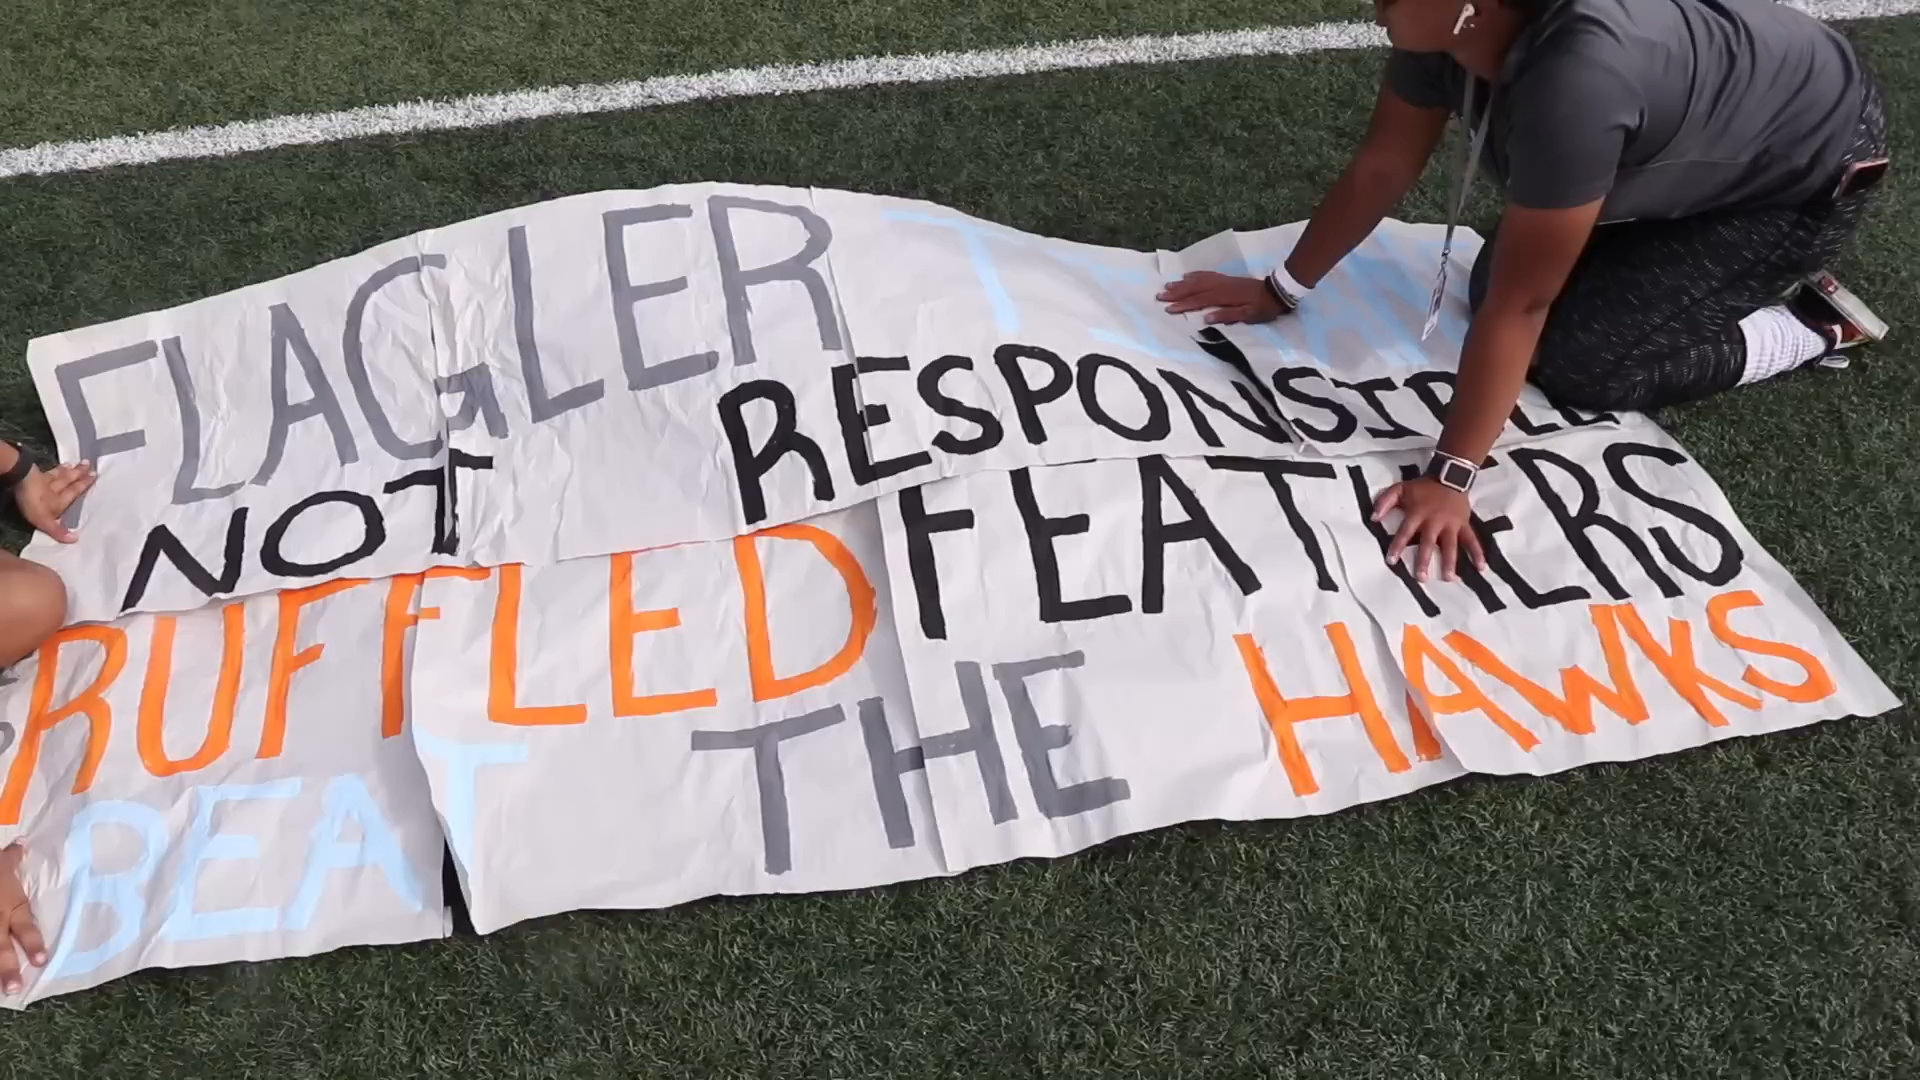 FLAGLER
NOT RESPONSIBLE
RUFFLED FEATHERS
BEAT THE HAWKS